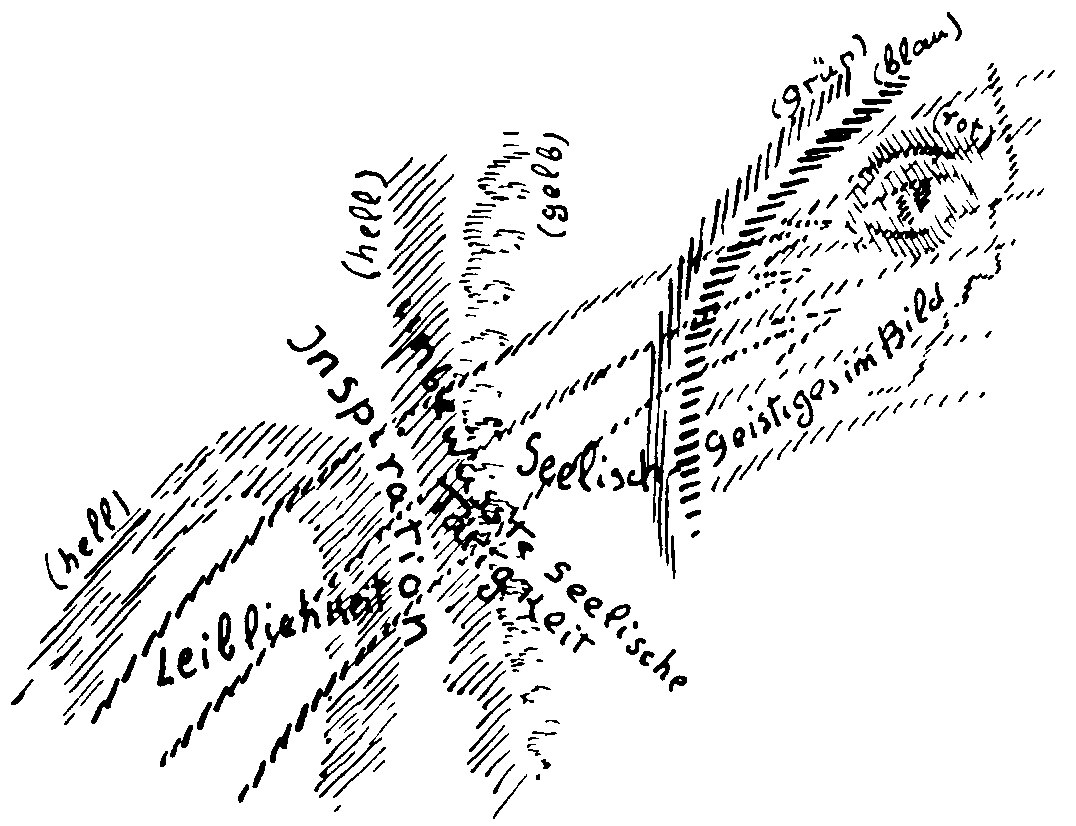 (grün)
(blau)
(rot)
(gelb)
(hell)
Inspiration
Seelisch
geistiges im Bild
(hell)
Leiblichkeit
seelische